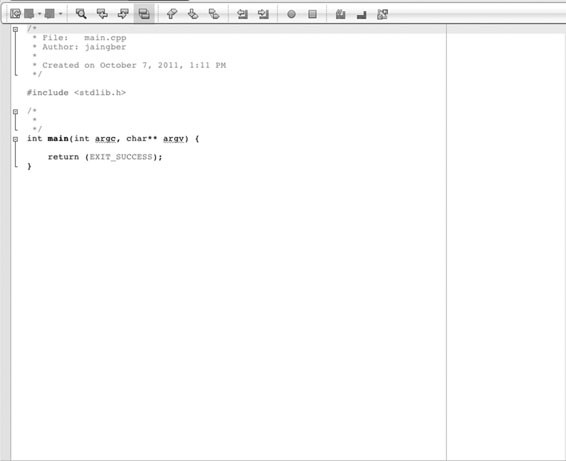 /*
 * File:   main.cpp
 * Author: jaingber
 *
 * Created on October 7, 2011, 1:11 PM
 */
#include <stdlib.h>
/*
 *
 */
int main(int argc, char** argv) {
    return (EXIT_SUCCESS);
}